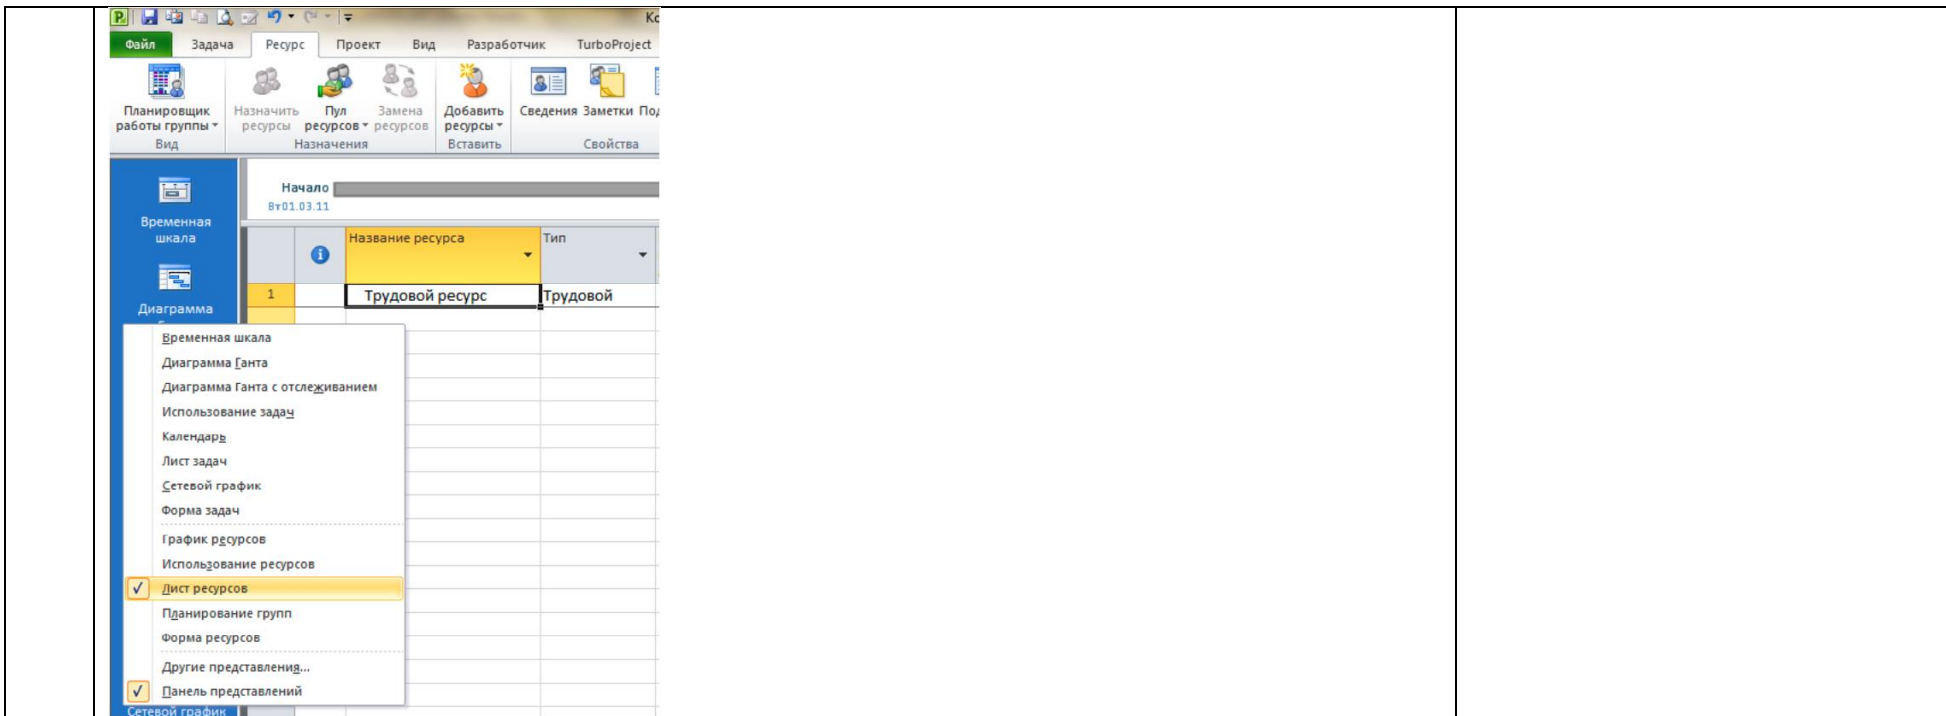 Файл Задача Ресурс Проект Вид Разработчик TurboProject
Планировщик работы группы
Назначить ресурсы
Пул ресурсов
Замена ресурсов
Добавить ресурсы
Сведения Заметки
Вид Назначения Вставить Свойства
Начало
Вт01.03.11
Временная
шкала
Название ресурса Тип
1 Трудовой ресурс Трудовой
Диаграмма
Временная шкала
Диаграмма Ганта
Диаграмма Ганта с отслеживанием
Использование задач
Календарь
Лист задач
Сетевой график
Форма задач
График ресурсов
Использование ресурсов
Лист ресурсов
Планирование групп
Форма ресурсов
Другие представления...
Панель представлений
Сетевой график